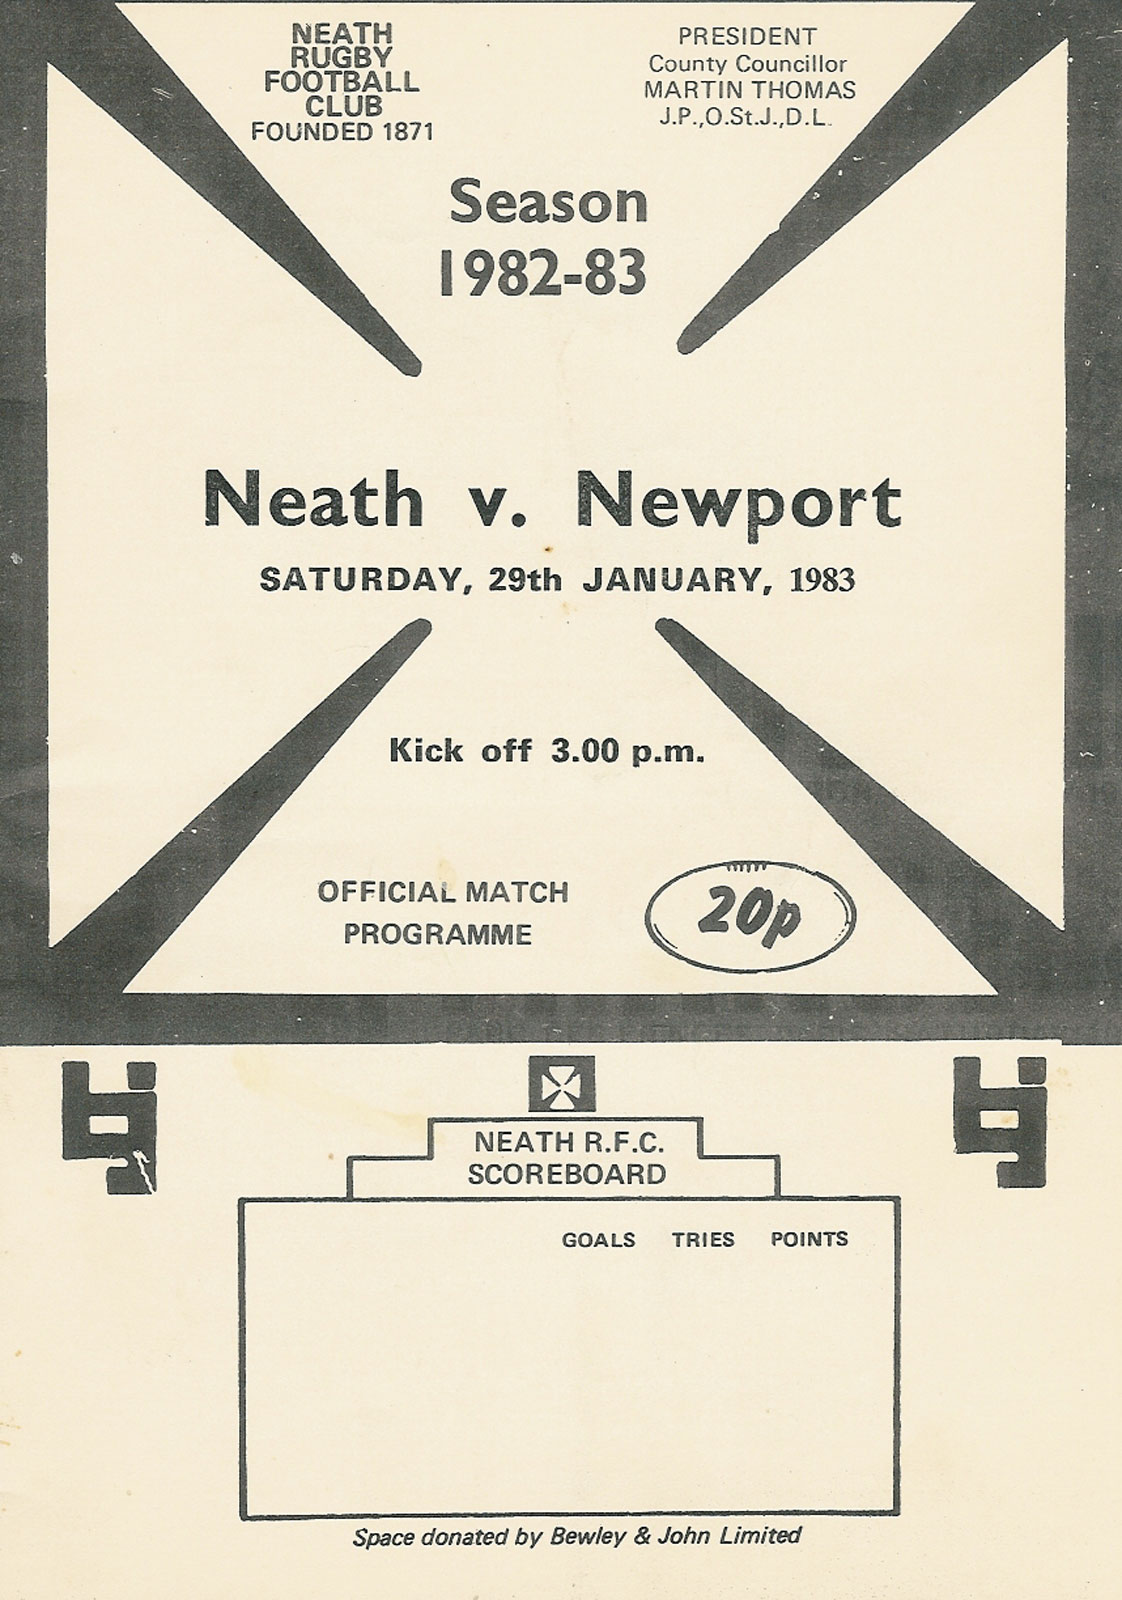 NEATH
RUGBY
FOOTBALL
CLUB
FOUNDED 1871
PRESIDENT
County Councillor
MARTIN THOMAS
J.P.,O.St.J.,D.L.
Season
1982-83
Neath v. Newport
SATURDAY, 29th JANUARY, 1983
Kick off 3.00 p.m.
OFFICIAL MATCH
PROGRAMME
20p
NEATH R.F.C.
SCOREBOARD
GOALS TRIES POINTS
Space donated by Bewley & John Limited